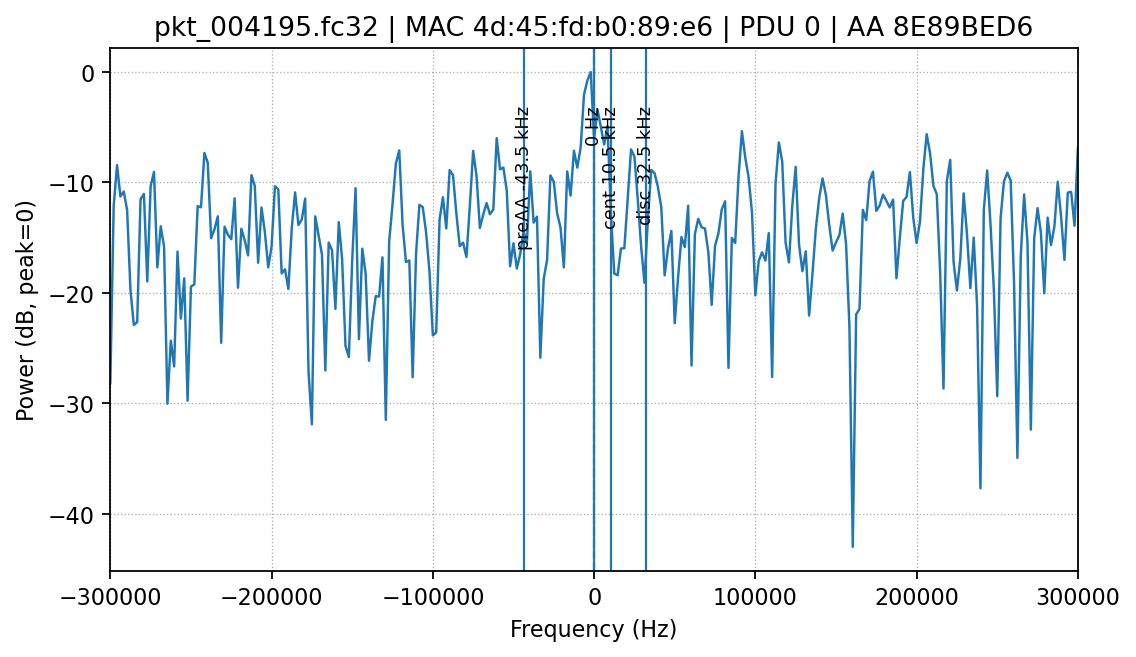 pkt_004195.fc32 | MAC 4d:45:fd:b0:89:e6 | PDU 0 | AA 8E89BED6
Power (dB, peak=0)
0
−10
−20
−30
−40
preAA -43.5 kHz
0 Hz
cent 10.5 kHz
disc 32.5 kHz
−300000
−200000
−100000
0
100000
200000
300000
Frequency (Hz)